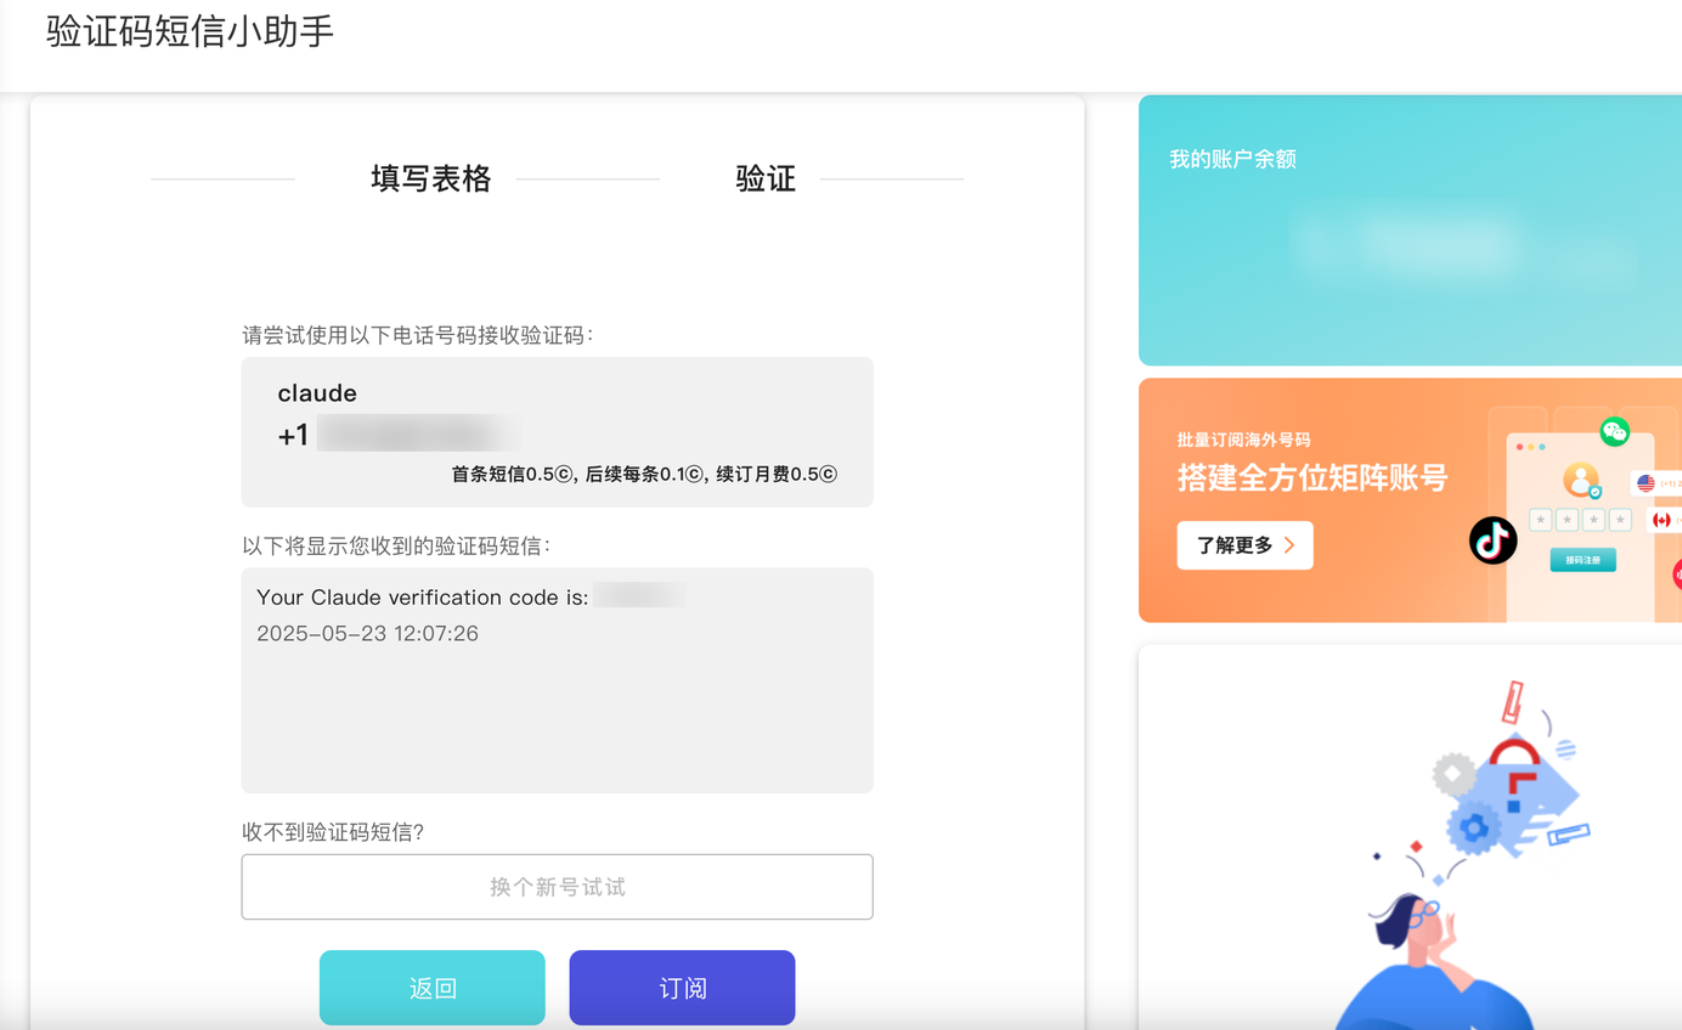 验证码短信小助手
填写表格
验证
请尝试使用以下电话号码接收验证码:
claude
+1
首条短信0.5ⓒ, 后续每条0.1ⓒ, 续订月费0.5ⓒ
以下将显示您收到的验证码短信:
Your Claude verification code is:
2025-05-23 12:07:26
收不到验证码短信?
换个新号试试
返回
订阅
我的账户余额
批量订阅海外号码
搭建全方位矩阵账号
了解更多
(+1) 2
* * * *
接码注册